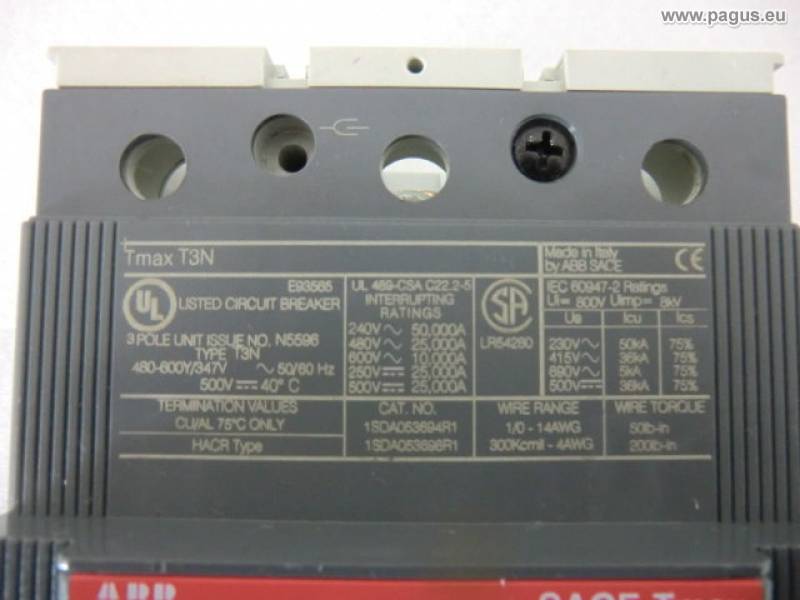 www.pagus.eu
Tmax T3N
Made in Italy
by ABB SACE
CE
UL
E93565
LISTED CIRCUIT BREAKER
3 POLE UNIT ISSUE NO. N5596
TYPE T3N
480-600Y/347V ~ 50/60 Hz
500V ⎓ 40° C
UL 489-CSA C22.2-5
INTERRUPTING
RATINGS
240V ~ 50.000A
480V ~ 25.000A
600V ~ 10.000A
250V ⎓ 25.000A
500V ⎓ 25.000A
SA
LR54280
IEC 60947-2 Ratings
Ui = 800V Uimp = 8kV
Ue Icu Ics
230V ~ 50kA 75%
415V ~ 36kA 75%
690V ~ 5kA 75%
500V ⎓ 36kA 75%
TERMINATION VALUES CAT. NO. WIRE RANGE WIRE TORQUE
CU/AL 75°C ONLY 1SDA053694R1 1/0 - 14AWG 50lb-in
HACR Type 1SDA053696R1 300Kcmil - 4AWG 200lb-in
ABB